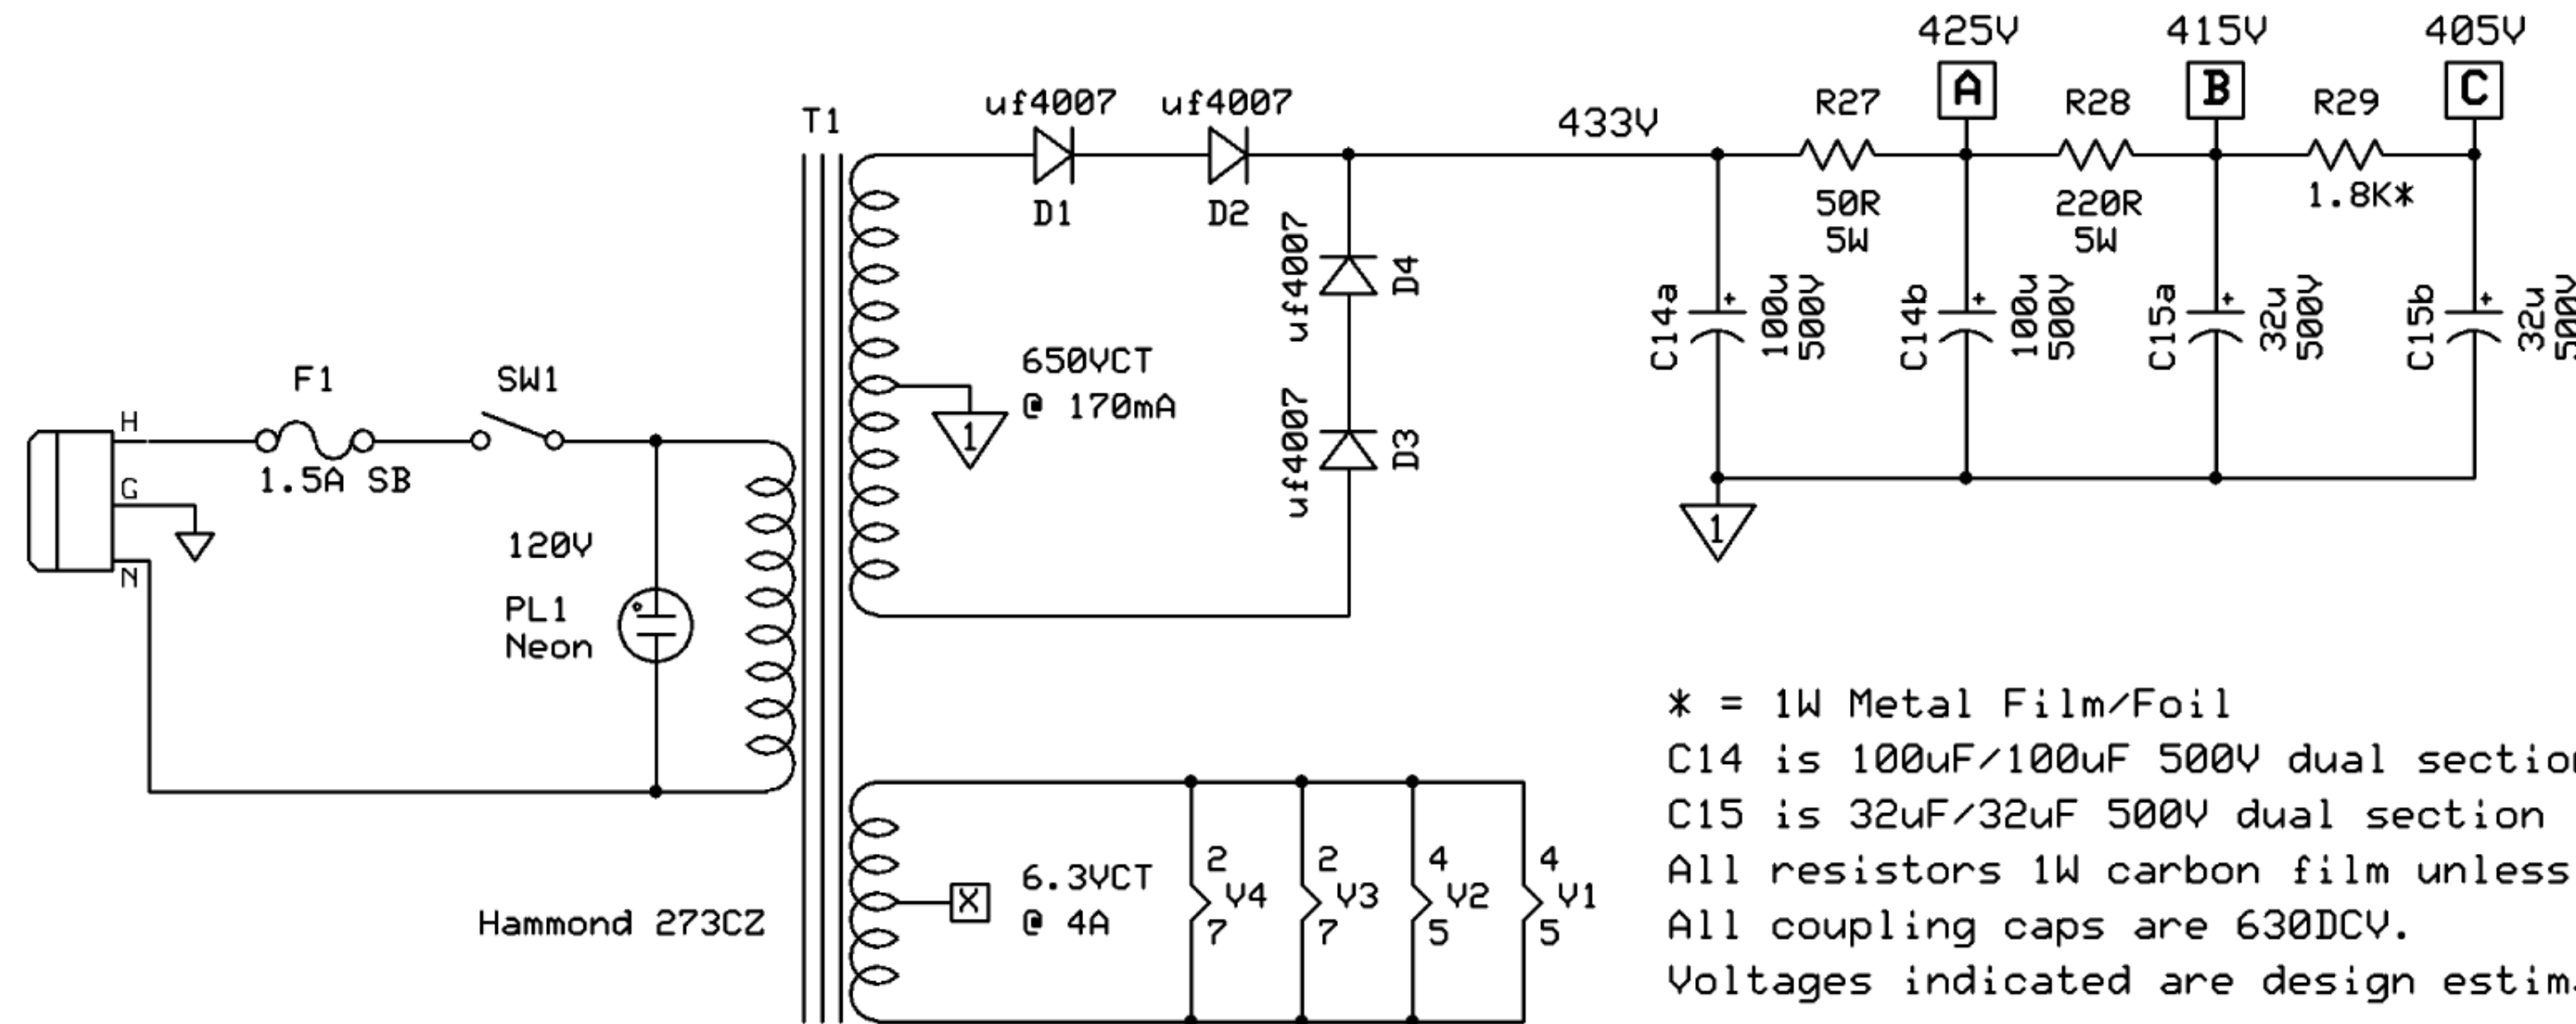 425V 415V 405V
A B C
uf4007 uf4007
T1
433V
R27 R28 R29
D1 D2
50R 220R 1.8K*
5W 5W
uf4007 D4
C14a + 100u 500V
C14b + 100u 500V
C15a + 32u 500V
C15b + 32u
650VCT
@ 170mA
1
uf4007 D3
F1 SW1
H
1.5A SB
G
N
1
120V
PL1
Neon
* = 1W Metal Film/Foil
C14 is 100uF/100uF 500V dual
C15 is 32uF/32uF 500V dual section
All resistors 1W carbon film unless
All coupling caps are 630DCV.
Voltages indicated are design
6.3VCT
@ 4A
X
2 V4 7
2 V3 7
4 V2 5
4 V1 5
Hammond 273CZ